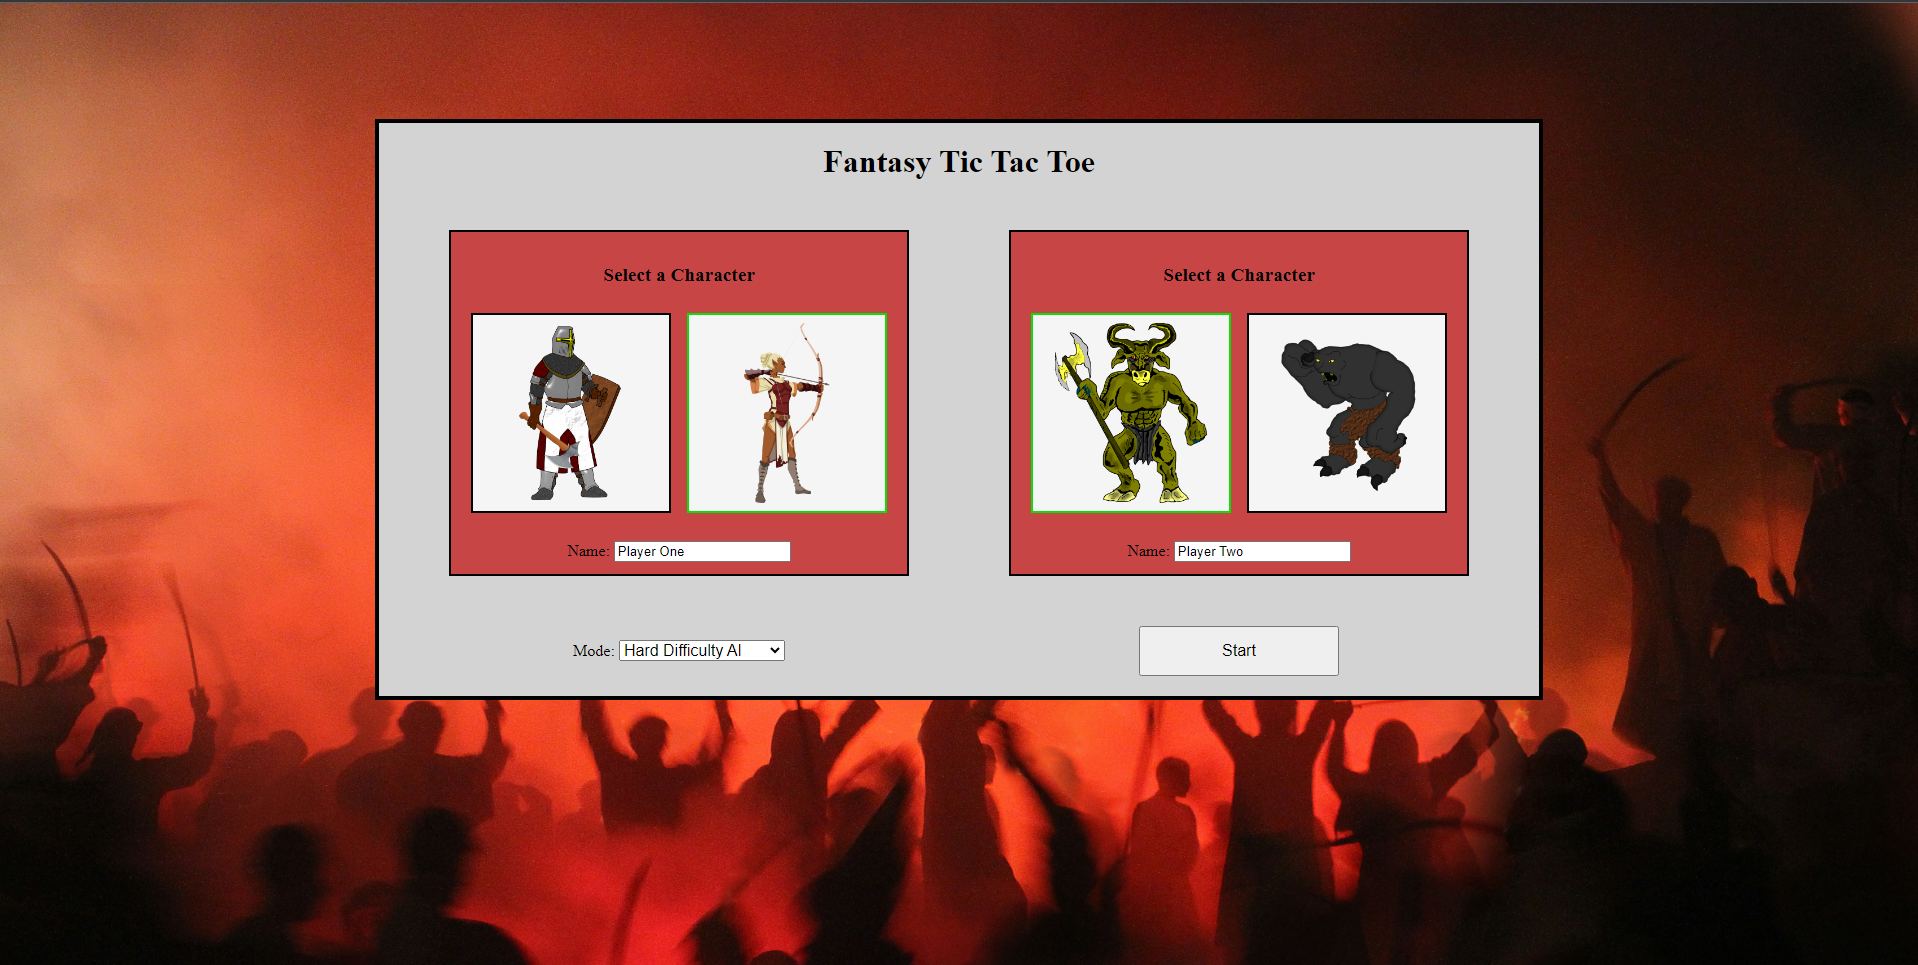 Fantasy Tic Tac Toe
Select a Character
Name: Player One
Select a Character
Name: Player Two
Mode: Hard Difficulty AI
Start